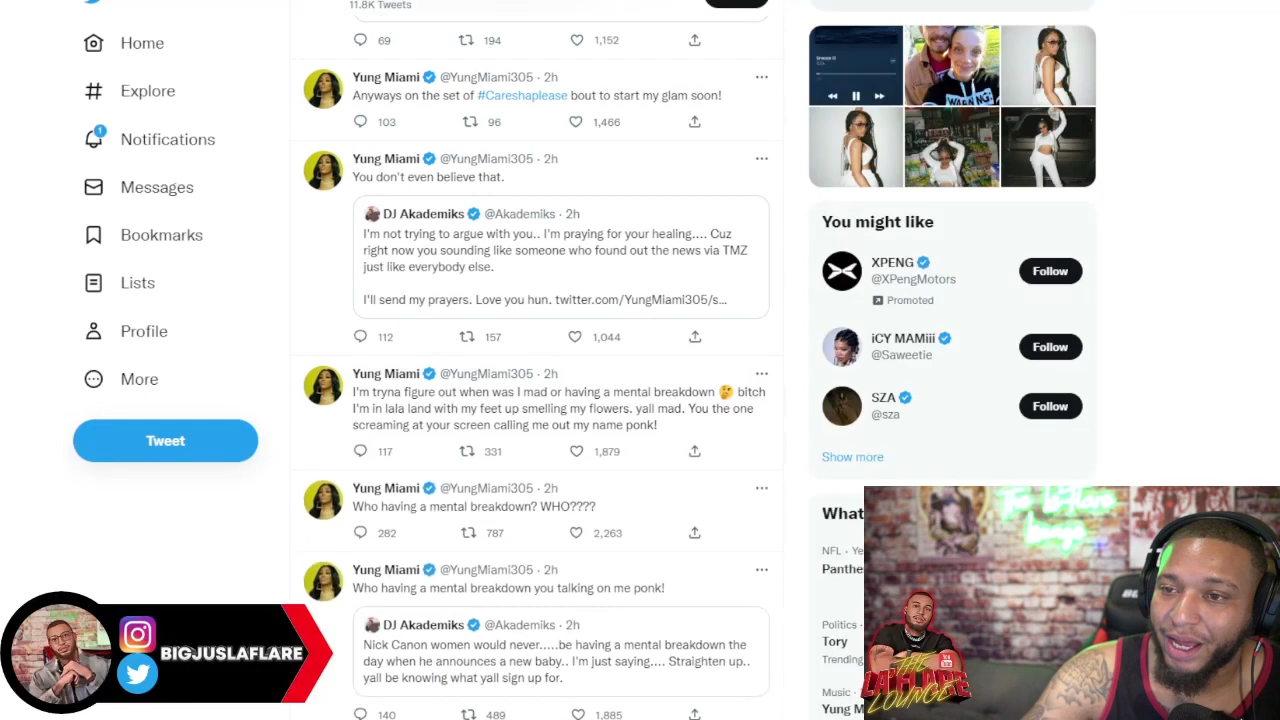 11.8K Tweets
69 194 1,152
Home
Explore
1
Notifications
Messages
Bookmarks
Lists
Profile
More
Tweet
Yung Miami @YungMiami305 · 2h
Anyways on the set of #Careshaplease bout to start my glam soon!
103 96 1,466
Yung Miami @YungMiami305 · 2h
You don't even believe that.
DJ Akademiks @Akademiks · 2h
I'm not trying to argue with you.. I'm praying for your healing.... Cuz
right now you sounding like someone who found out the news via TMZ
just like everybody else.
I'll send my prayers. Love you hun. twitter.com/YungMiami305/s...
112 157 1,044
Yung Miami @YungMiami305 · 2h
I'm tryna figure out when was I mad or having a mental breakdown 🤔 bitch
I'm in lala land with my feet up smelling my flowers. yall mad. You the one
screaming at your screen calling me out my name ponk!
117 331 1,879
Yung Miami @YungMiami305 · 2h
Who having a mental breakdown? WHO????
282 787 2,263
Yung Miami @YungMiami305 · 2h
Who having a mental breakdown you talking on me ponk!
DJ Akademiks @Akademiks · 2h
Nick Canon women would never.....be having a mental breakdown the
day when he announces a new baby.. I'm just saying.... Straighten up..
yall be knowing what yall sign up for.
140 489 1,885
WARNING
You might like
XPENG
@XPengMotors
Promoted
Follow
iCY MAMiii
@Saweetie
Follow
SZA
@sza
Follow
Show more
What
NFL · Ye
Panthe
Politics ·
Tory
Trending
Music ·
Yung M
The La'Flare
Lounge
THE
LA'FLARE
LOUNGE
BIGJUSLAFLARE